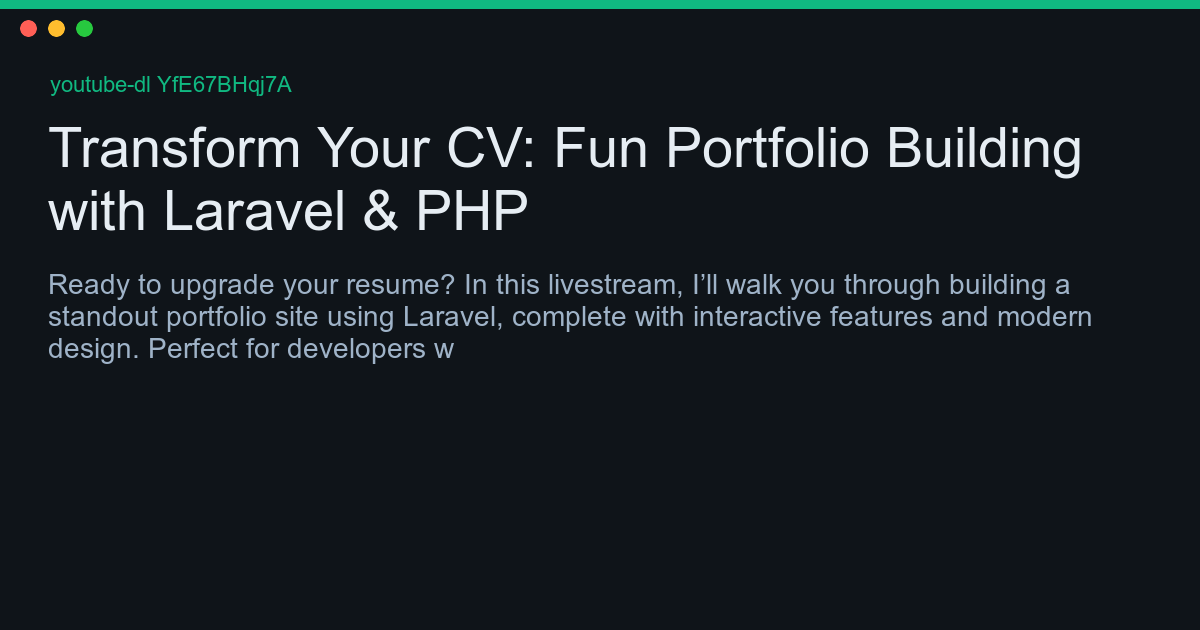 youtube-dl YfE67BHqj7A
Transform Your CV: Fun Portfolio Building
with Laravel & PHP
Ready to upgrade your resume? In this livestream, I’ll walk you through building a
standout portfolio site using Laravel, complete with interactive features and modern
design. Perfect for developers w